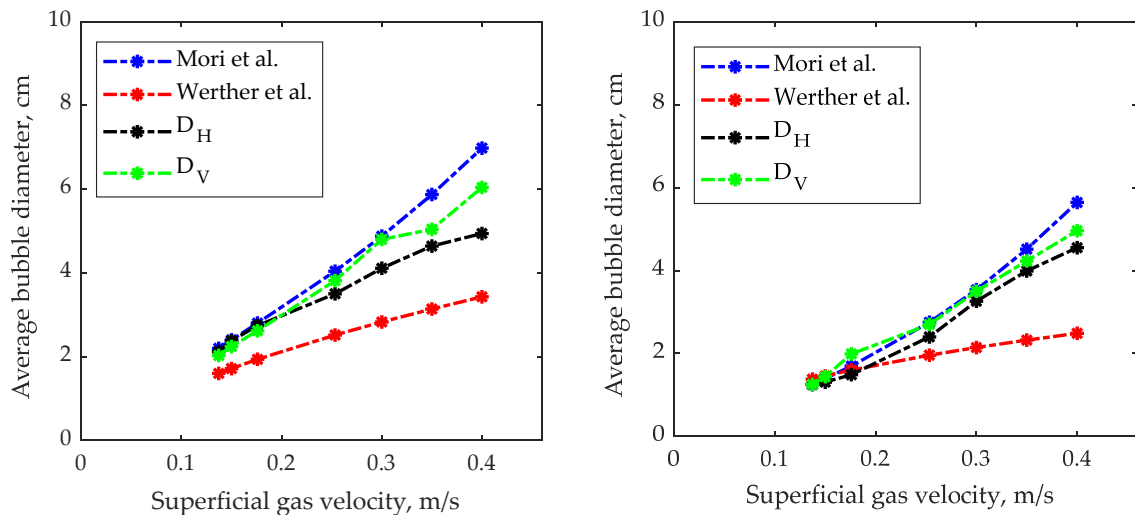 10
8
6
4
2
0
0
0.1
0.2
0.3
0.4
Average bubble diameter, cm
Superficial gas velocity, m/s
Mori et al.
Werther et al.
D_H
D_V
10
8
6
4
2
0
0
0.1
0.2
0.3
0.4
Average bubble diameter, cm
Superficial gas velocity, m/s
Mori et al.
Werther et al.
D_H
D_V